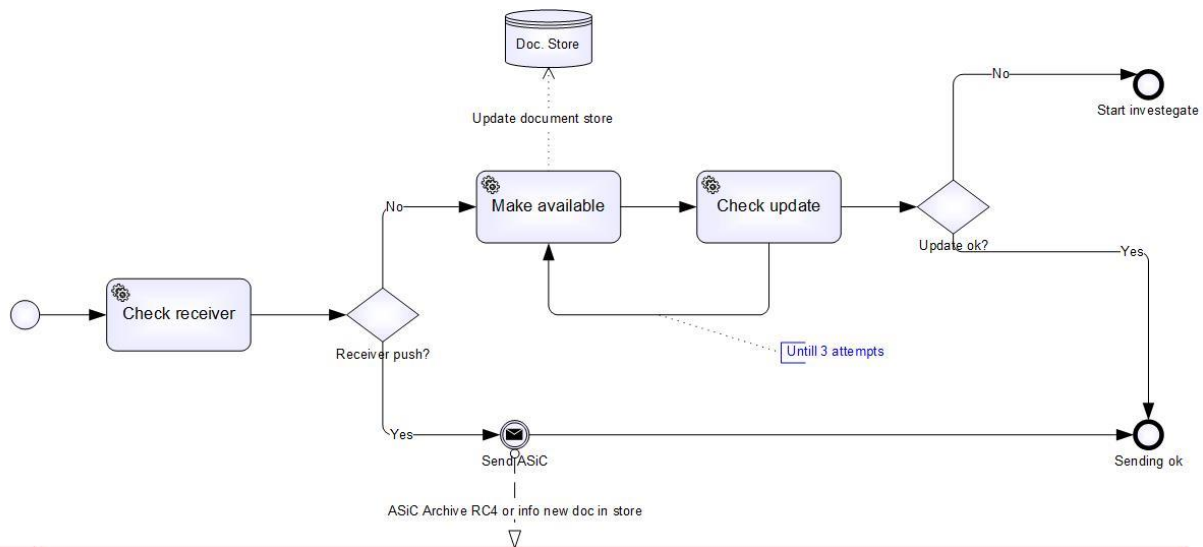 Doc. Store
Update document store
No
Start investegate
No
Make available
Check update
Update ok?
Yes
Check receiver
Receiver push?
Untill 3 attempts
Yes
Send ASiC
Sending ok
ASiC Archive RC4 or info new doc in store